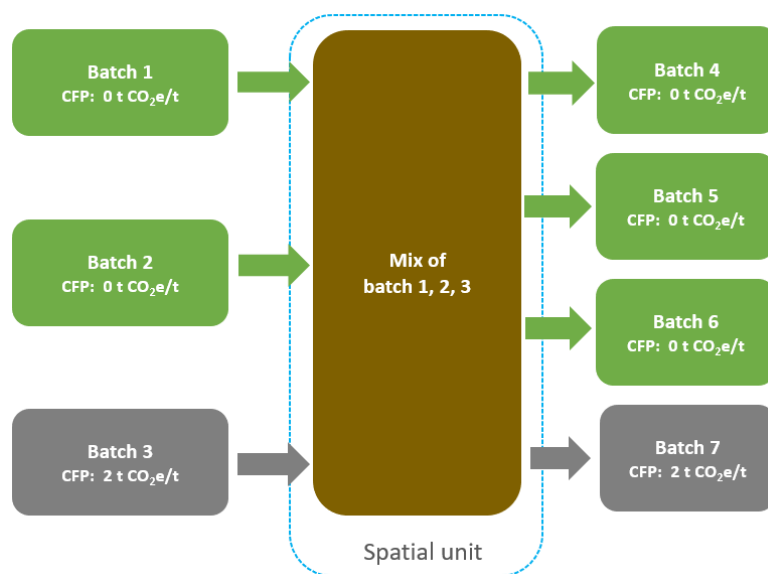 Batch 1
CFP: 0 t CO₂e/t
Batch 2
CFP: 0 t CO₂e/t
Batch 3
CFP: 2 t CO₂e/t
Mix of
batch 1, 2, 3
Spatial unit
Batch 4
CFP: 0 t CO₂e/t
Batch 5
CFP: 0 t CO₂e/t
Batch 6
CFP: 0 t CO₂e/t
Batch 7
CFP: 2 t CO₂e/t